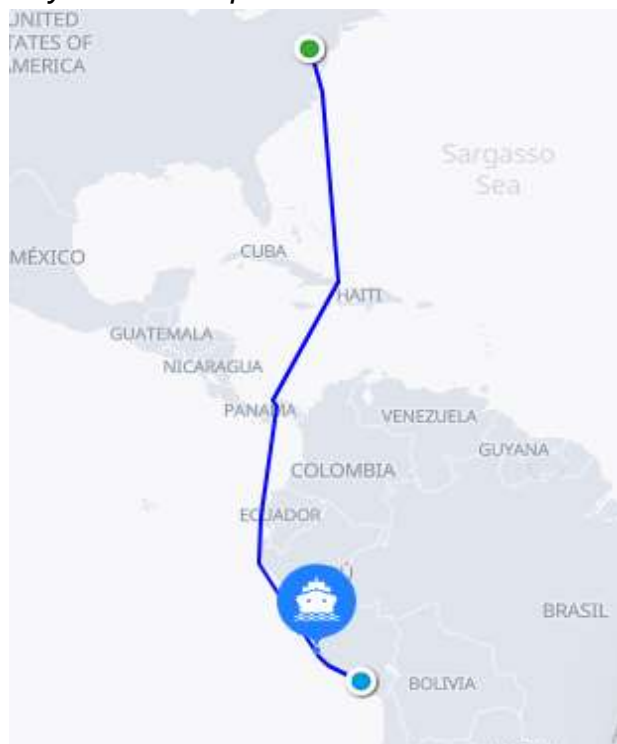 UNITED
STATES OF
AMERICA
Sargasso
Sea
MÉXICO
CUBA
HAITI
GUATEMALA
NICARAGUA
PANAMA
VENEZUELA
GUYANA
COLOMBIA
ECUADOR
BRASIL
BOLIVIA